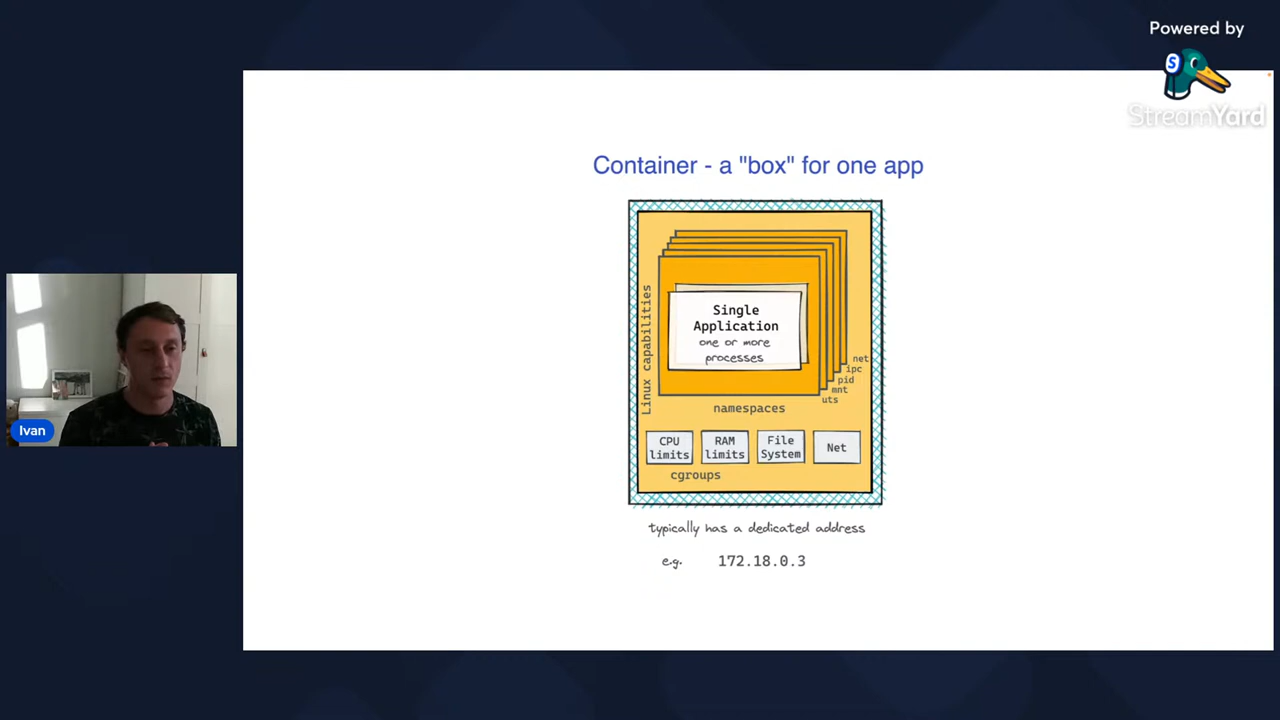 Powered by
StreamYard
Container - a "box" for one app
Single
Application
one or more
processes
Linux capabilities
net
ipc
pid
mnt
uts
namespaces
CPU
limits
RAM
limits
File
System
Net
cgroups
typically has a dedicated address
e.g. 172.18.0.3
Ivan
S